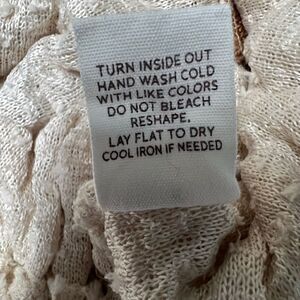 TURN INSIDE OUT
HAND WASH COLD
WITH LIKE COLORS
DO NOT BLEACH
RESHAPE.
LAY FLAT TO DRY
COOL IRON IF NEEDED